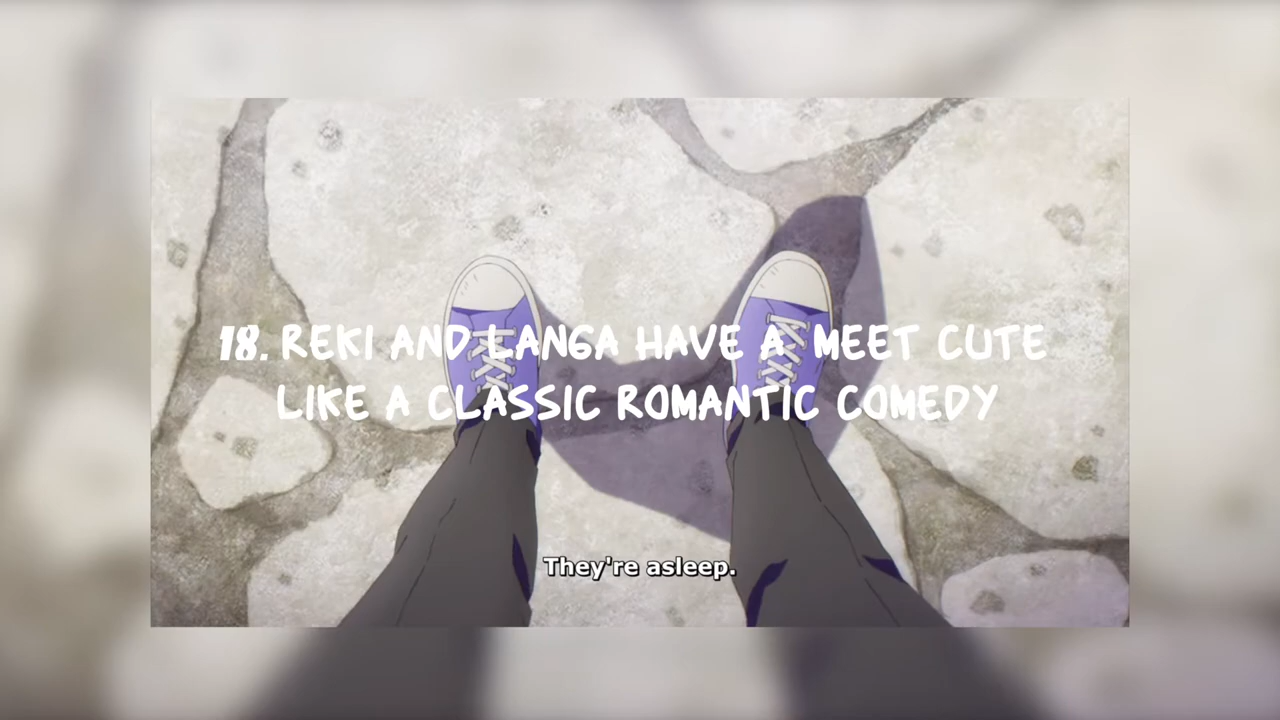 18. REKI AND LANGA HAVE A MEET CUTE
LIKE A CLASSIC ROMANTIC COMEDY
They're asleep.